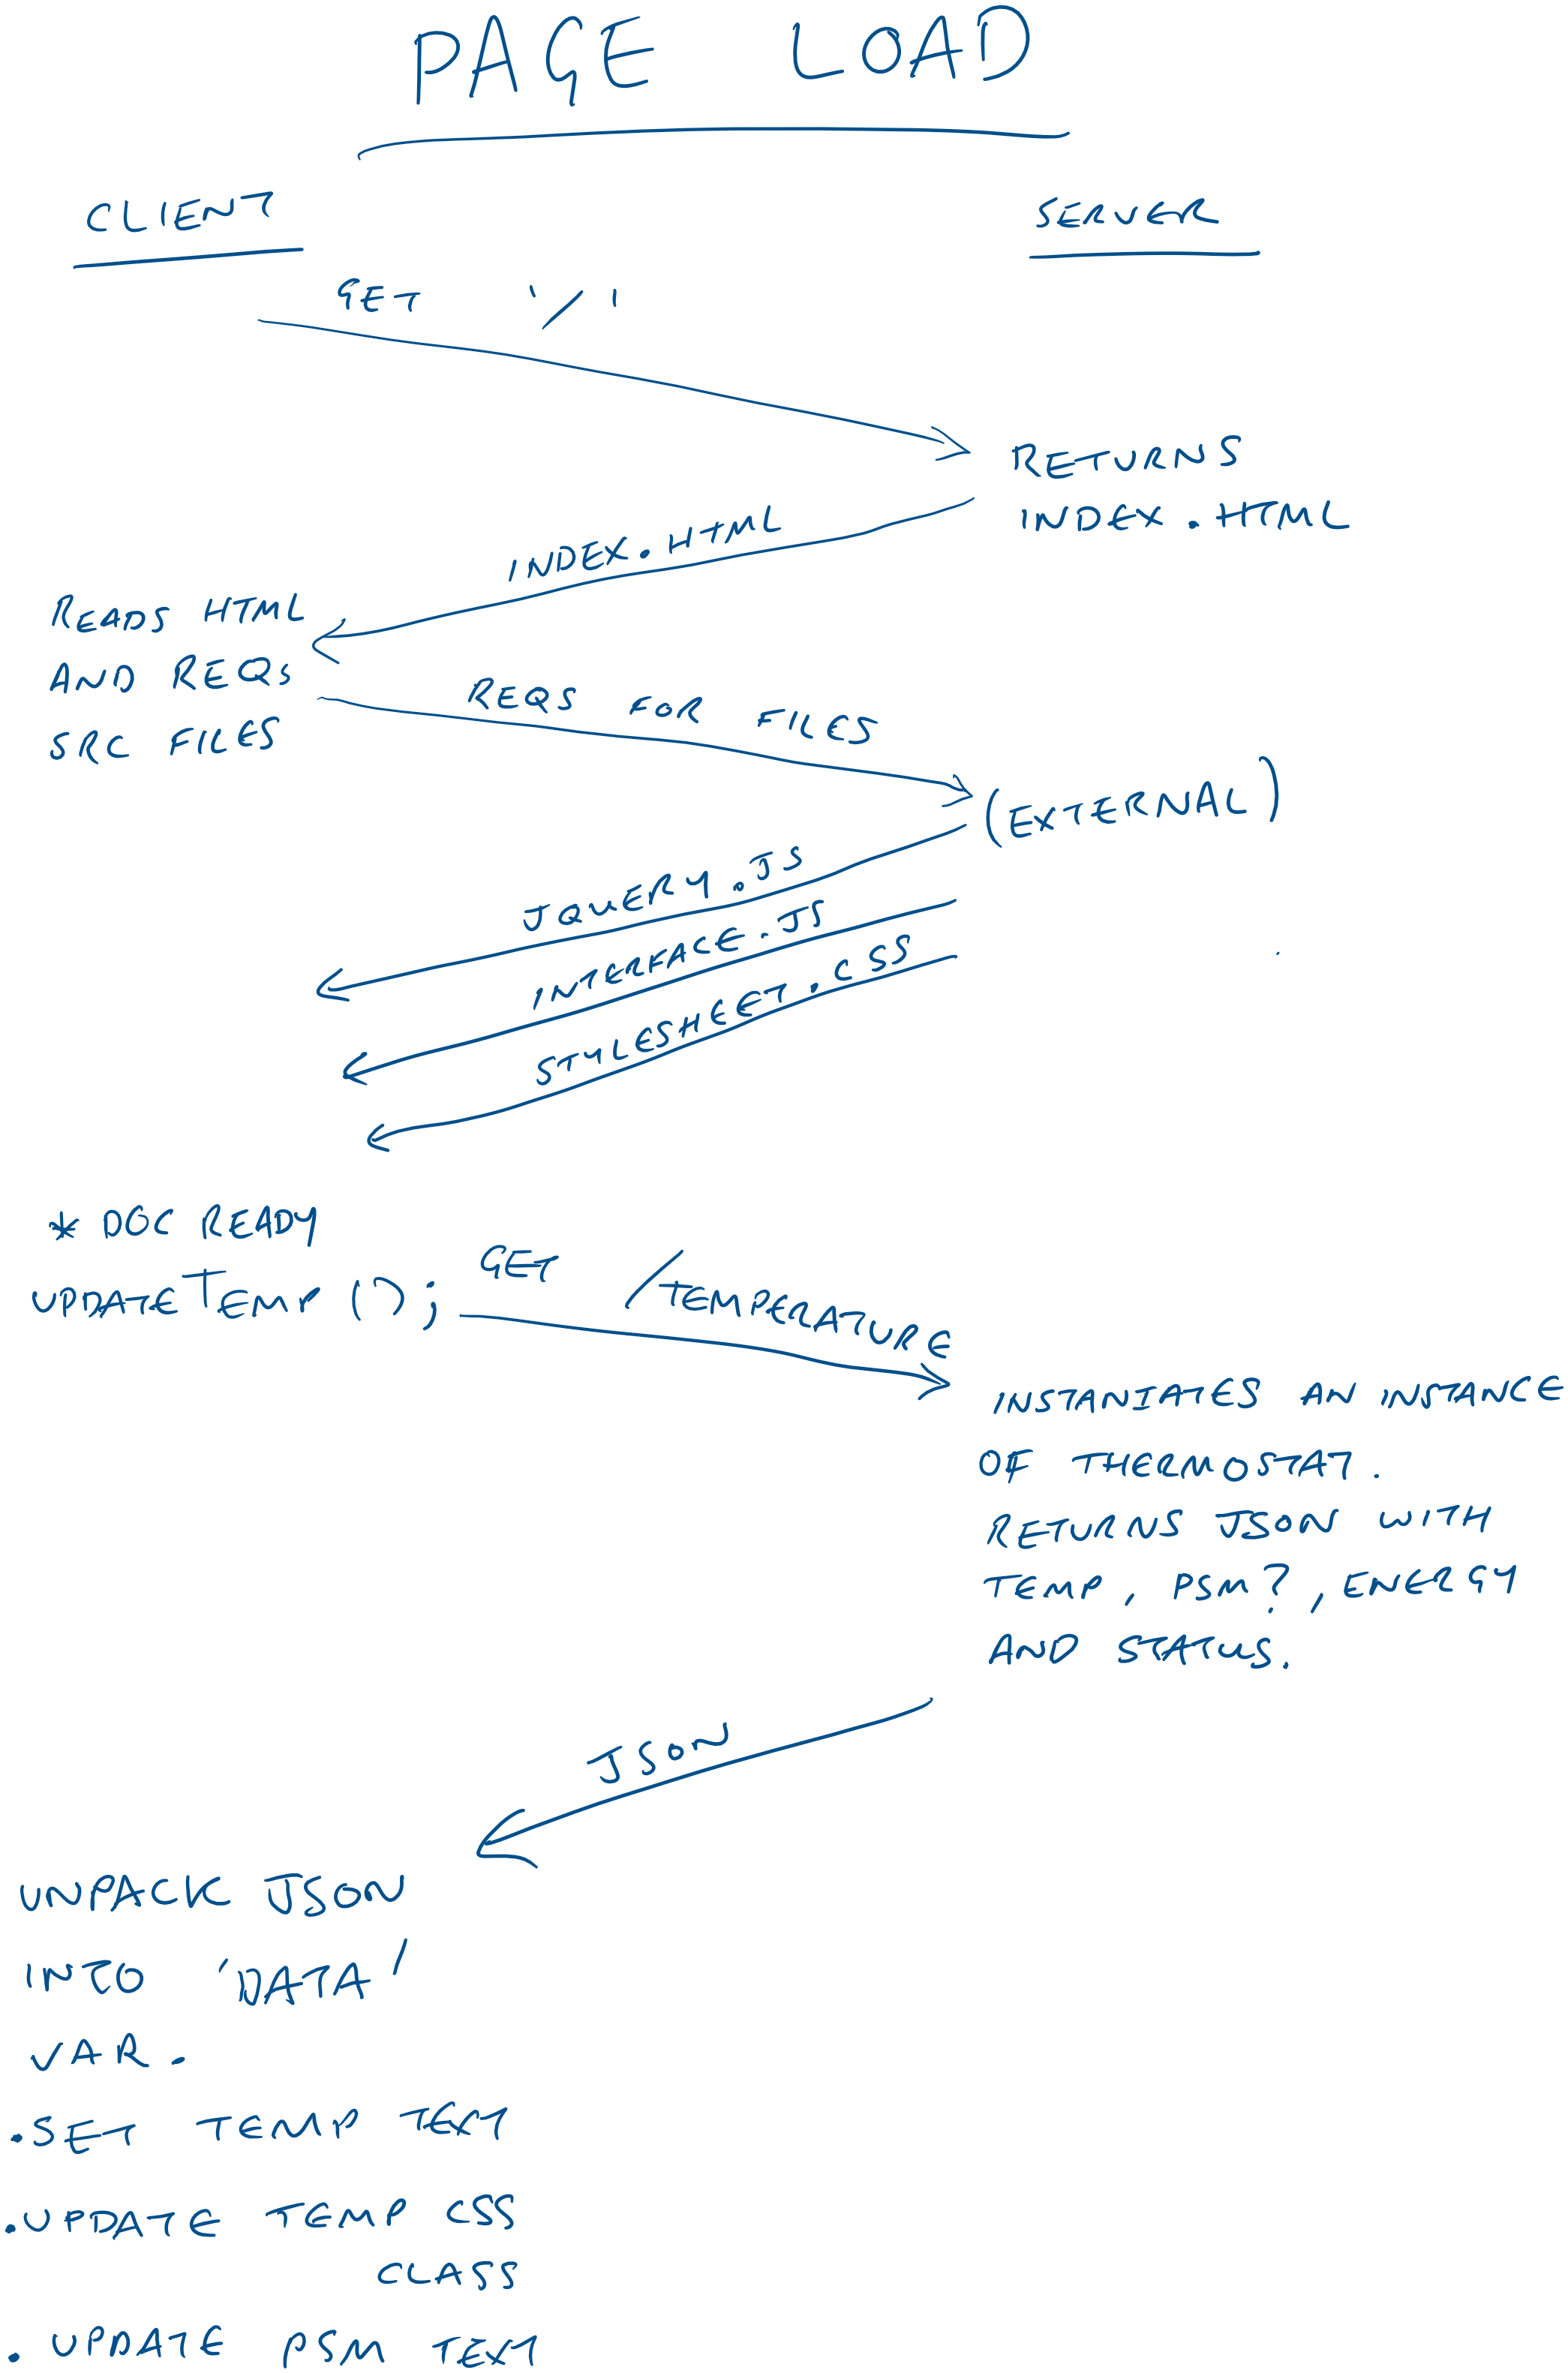 PAGE LOAD
CLIENT
SERVER
GET '/'
RETURNS
INDEX.HTML
INDEX.HTML
READS HTML
AND REQS
SRC FILES
REQS FOR FILES
(EXTERNAL)
JQUERY.JS
INTERFACE.JS
STYLESHEET.CSS
* DOC READY
UPDATETEMP();
GET /TEMPERATURE
INSTANIATES AN INSTANCE
OF THERMOSTAT.
RETURNS JSON WITH
TEMP, PSM?, ENERGY
AND STATUS.
JSON
UNPACK JSON
INTO 'DATA'
VAR.
.SET TEMP TEXT
.UPDATE TEMP CSS
CLASS
. UPDATE PSM TEXT